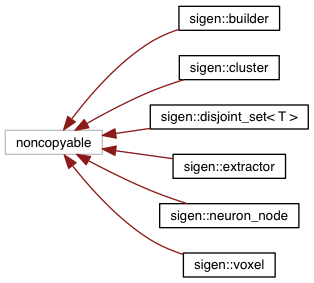 sigen::builder
sigen::cluster
sigen::disjoint_set< T >
noncopyable
sigen::extractor
sigen::neuron_node
sigen::voxel